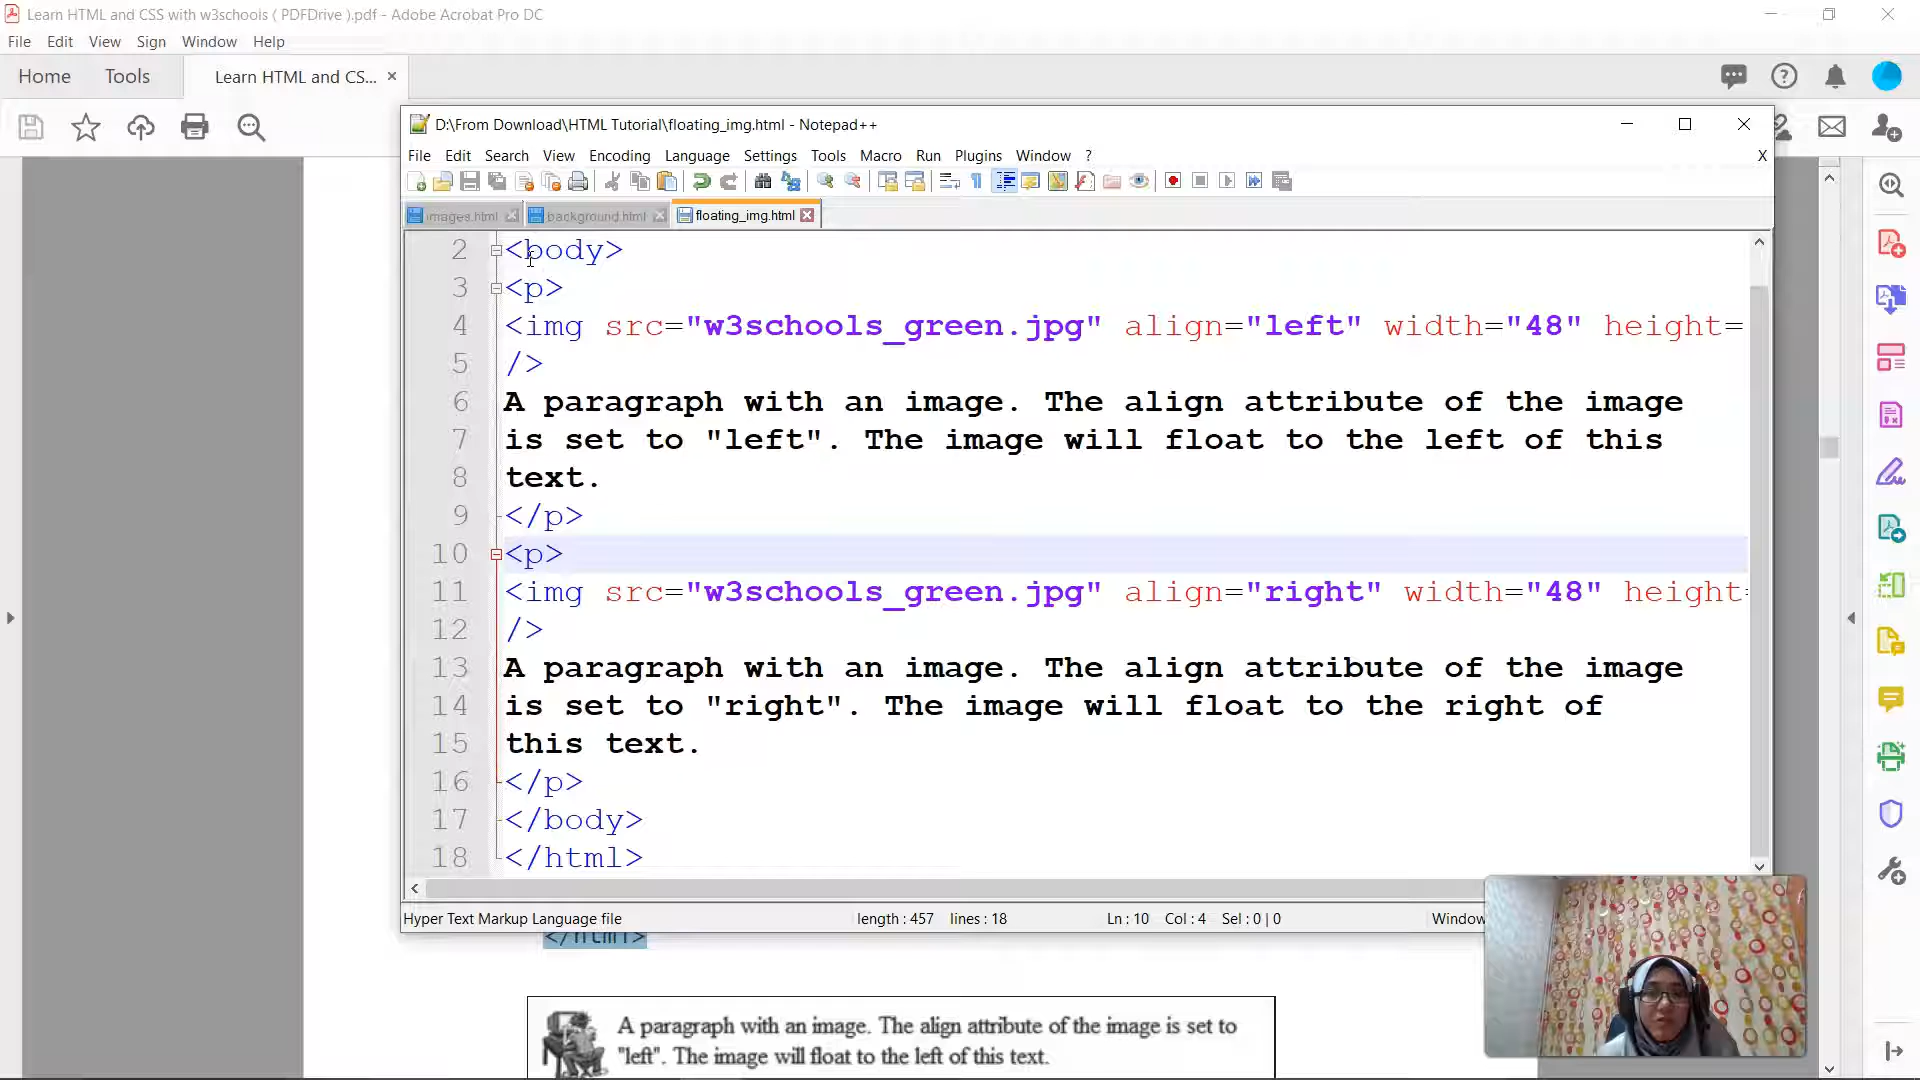 Learn HTML and CSS with w3schools ( PDFDrive ).pdf - Adobe Acrobat Pro DC
File Edit View Sign Window Help
Home Tools Learn HTML and CS...
D:\From Download\HTML Tutorial\floating_img.html - Notepad++
File Edit Search View Encoding Language Settings Tools Macro Run Plugins Window ? X
images.html background.html floating_img.html
2 <body>
3 <p>
4 <img src="w3schools_green.jpg" align="left" width="48" height=
5 />
6 A paragraph with an image. The align attribute of the image
7 is set to "left". The image will float to the left of this
8 text.
9 </p>
10 <p>
11 <img src="w3schools_green.jpg" align="right" width="48" height
12 />
13 A paragraph with an image. The align attribute of the image
14 is set to "right". The image will float to the right of
15 this text.
16 </p>
17 </body>
18 </html>
Hyper Text Markup Language file length : 457 lines : 18 Ln : 10 Col : 4 Sel : 0 | 0 Window
</html>
A paragraph with an image. The align attribute of the image is set to
"left". The image will float to the left of this text.